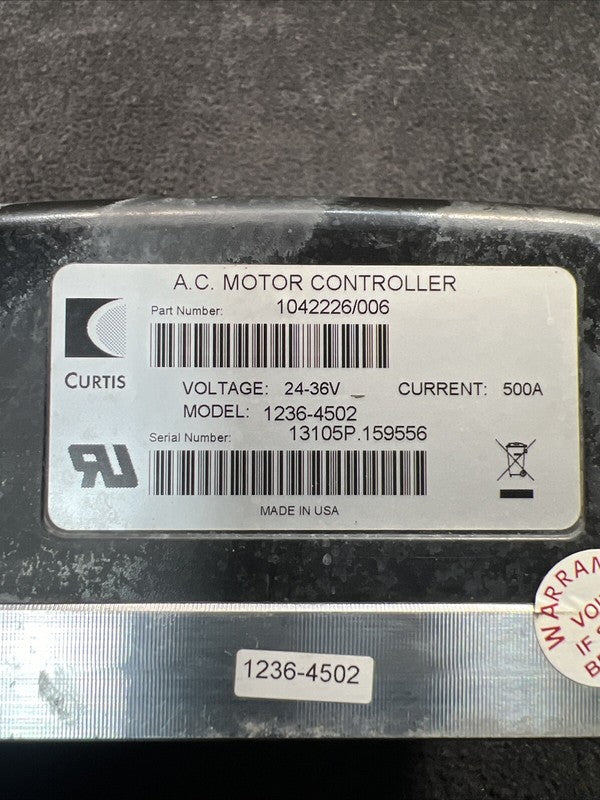 A.C. MOTOR CONTROLLER
Part Number: 1042226/006
CURTIS
VOLTAGE: 24-36V _ CURRENT: 500A
MODEL: 1236-4502
Serial Number: 13105P.159556
MADE IN USA
WARRAN
VOI
IF
B
1236-4502